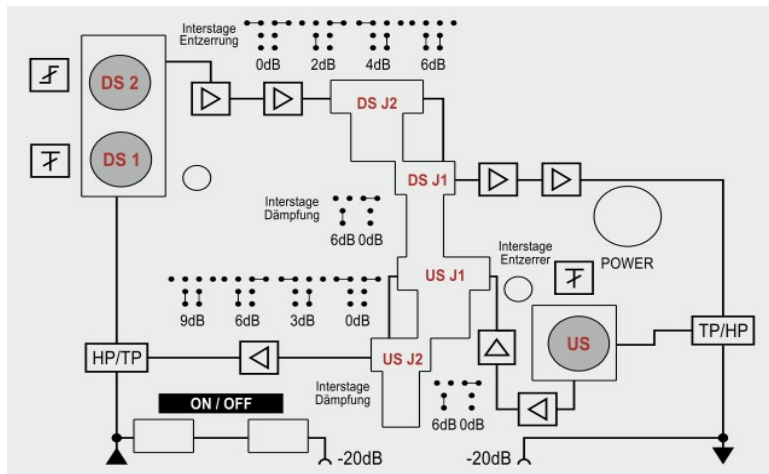 Interstage
Entzerrung
0dB 2dB 4dB 6dB
DS 2
DS J2
DS 1
DS J1
Interstage
Dämpfung
6dB 0dB
POWER
Interstage
Entzerrer
US J1
9dB 6dB 3dB 0dB
HP/TP
US J2
US
TP/HP
Interstage
Dämpfung
6dB 0dB
ON / OFF
-20dB
-20dB